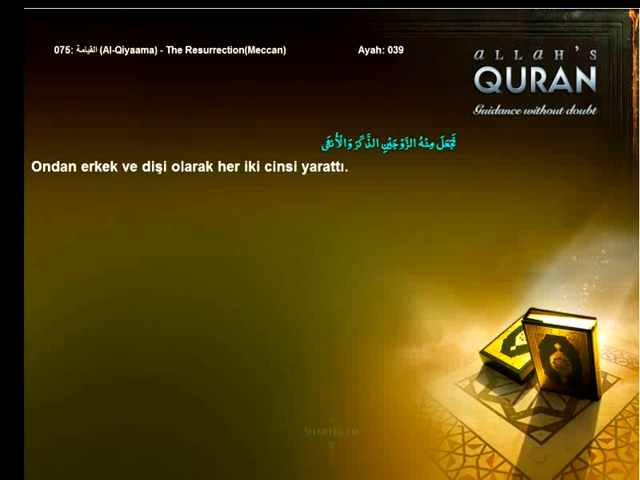 075: القيامة (Al-Qiyaama) - The Resurrection(Meccan) Ayah: 039
ALLAH'S
QURAN
Guidance without doubt
فَجَعَلَ مِنْهُ الزَّوْجَيْنِ الذَّكَرَ وَالْأُنثَى
Ondan erkek ve dişi olarak her iki cinsi yarattı.